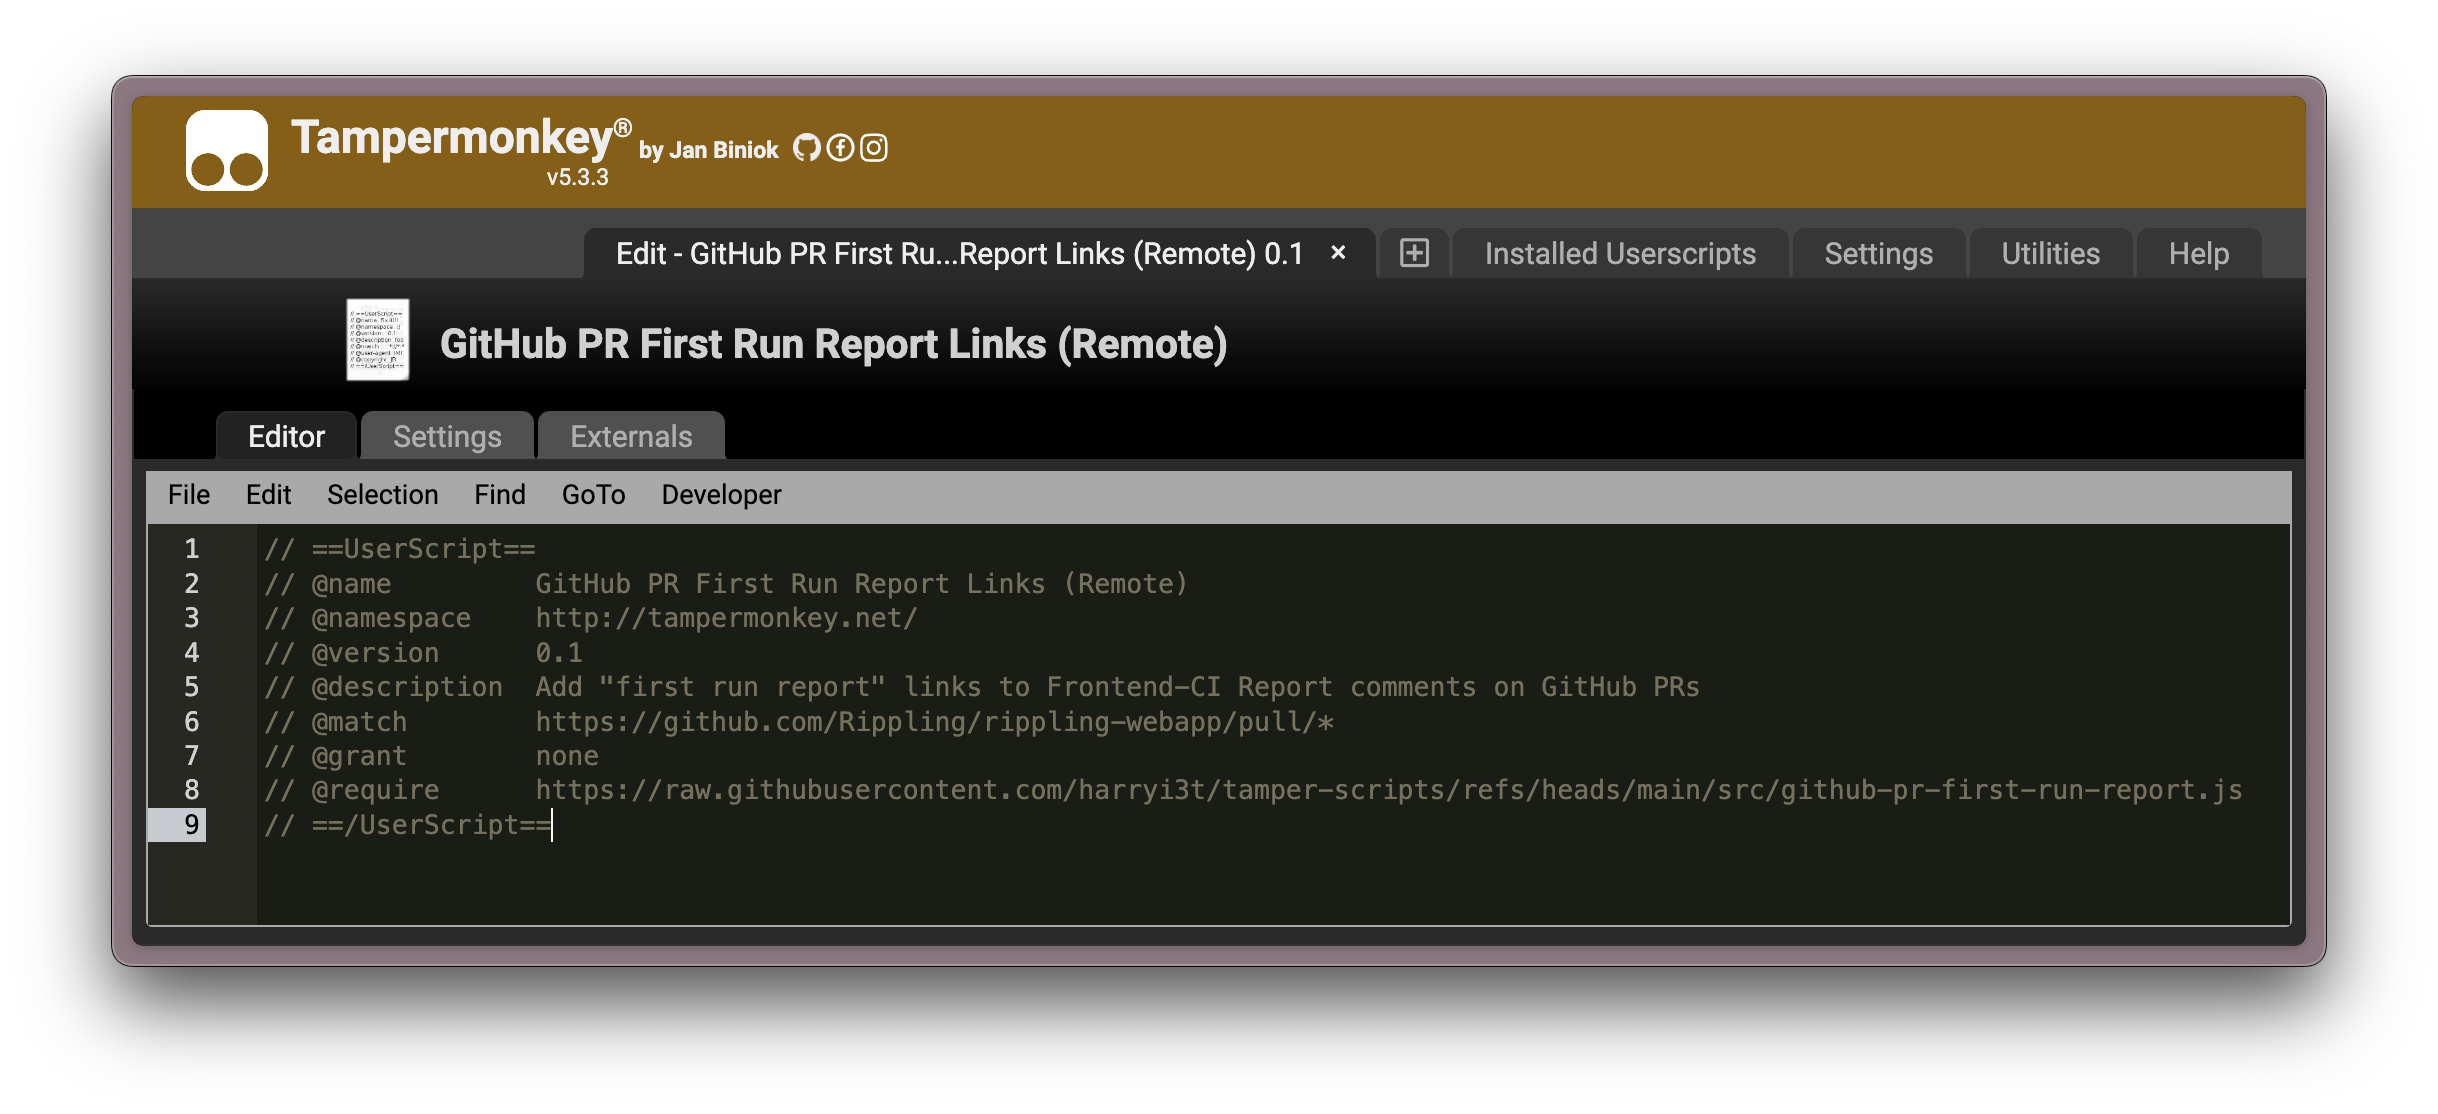 Tampermonkey® by Jan Biniok
v5.3.3
Edit - GitHub PR First Ru...Report Links (Remote) 0.1 × Installed Userscripts Settings Utilities Help
GitHub PR First Run Report Links (Remote)
Editor Settings Externals
File Edit Selection Find GoTo Developer
1 // ==UserScript==
2 // @name         GitHub PR First Run Report Links (Remote)
3 // @namespace    http://tampermonkey.net/
4 // @version      0.1
5 // @description  Add "first run report" links to Frontend-CI Report comments on GitHub PRs
6 // @match        https://github.com/Rippling/rippling-webapp/pull/*
7 // @grant        none
8 // @require      https://raw.githubusercontent.com/harryi3t/tamper-scripts/refs/heads/main/src/github-pr-first-run-report.js
9 // ==/UserScript==